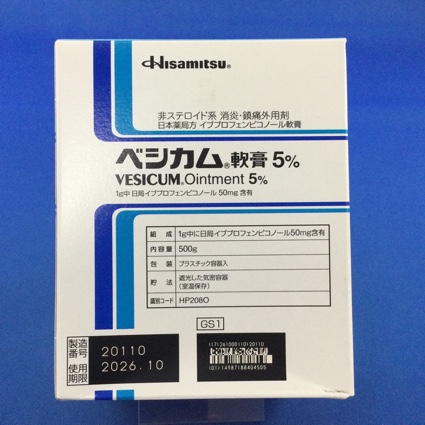 Hisamitsu®
非ステロイド系 消炎・鎮痛外用剤
日本薬局方 イブプロフェンピコノール軟膏
ベシカム®軟膏 5%
VESICUM®Ointment 5%
1g中 日局イブプロフェンピコノール 50mg 含有
組成 1g中に日局イブプロフェンピコノール50mg含有
内容量 500g
包装 プラスチック容器入
貯法 遮光した気密容器
(室温保存)
識別コード HP208O
GS1
製造番号 20110
使用期限 2026.10